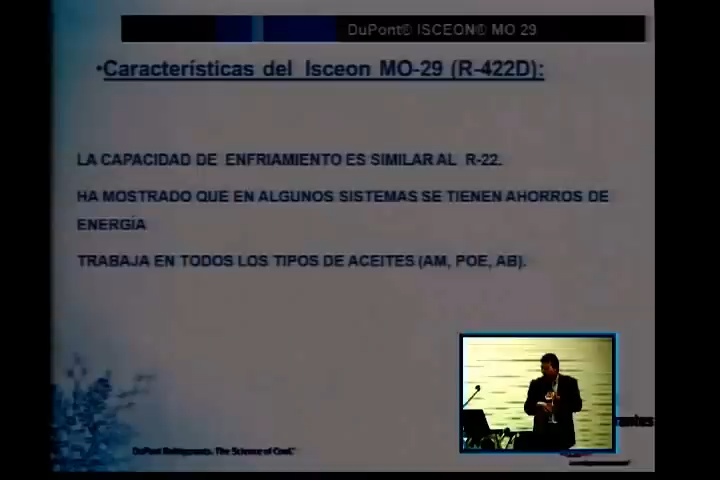 DuPont® ISCEON® MO 29
•Características del Isceon MO-29 (R-422D):
LA CAPACIDAD DE ENFRIAMIENTO ES SIMILAR AL R-22.
HA MOSTRADO QUE EN ALGUNOS SISTEMAS SE TIENEN AHORROS DE
ENERGÍA
TRABAJA EN TODOS LOS TIPOS DE ACEITES (AM, POE, AB).
DuPont Refrigerants. The Science of Cool.™